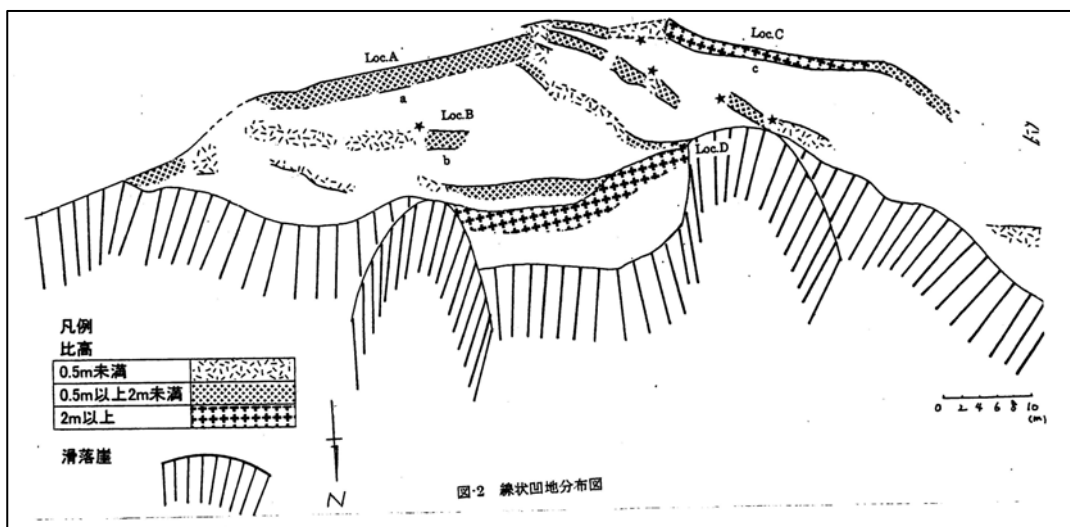 Loc.A
a
Loc.B
b
Loc.C
c
Loc.D
凡例
比高
0.5m未満
0.5m以上2m未満
2m以上
滑落崖
N
0 2 4 6 8 10
(m)
図-2 線状凹地分布図